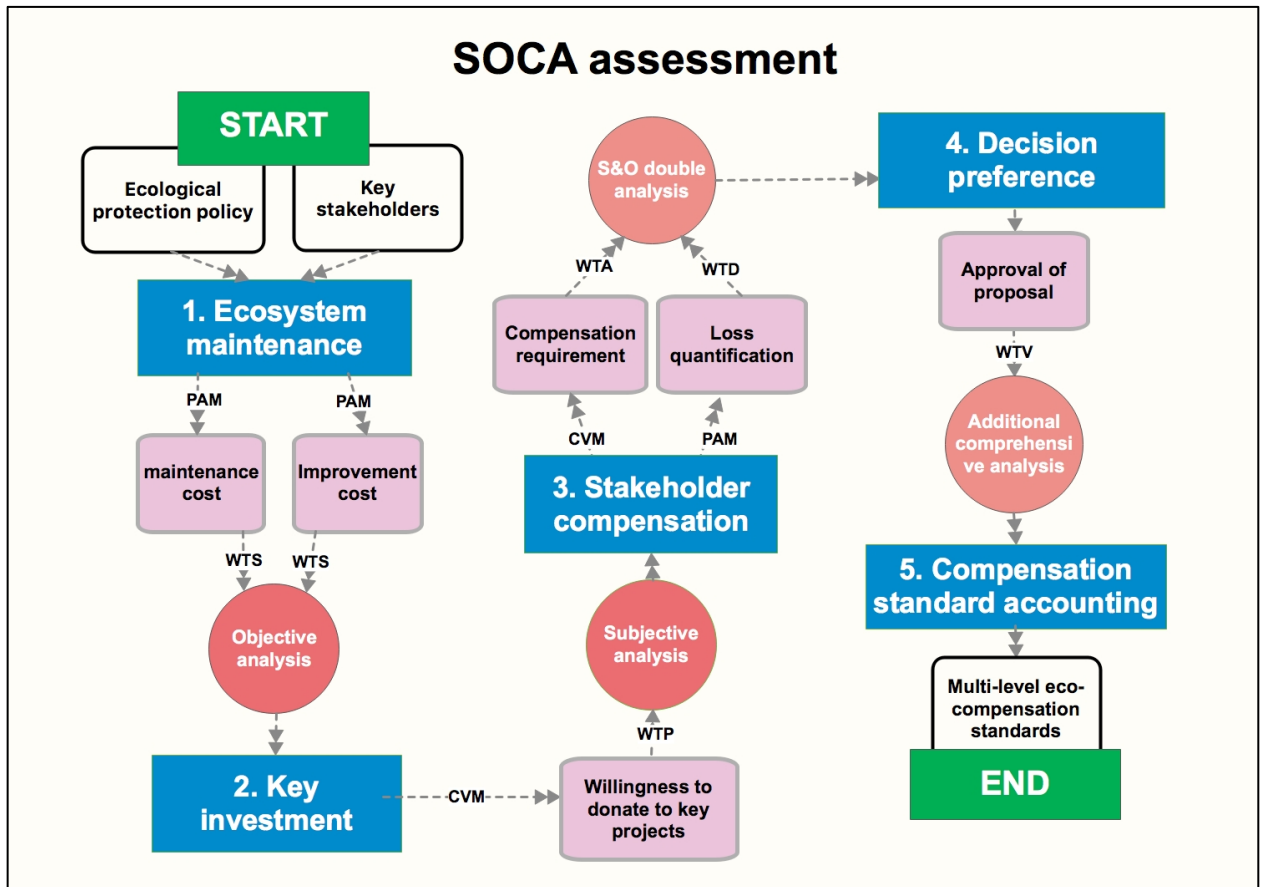 SOCA assessment
START
Ecological
protection policy
Key
stakeholders
1. Ecosystem
maintenance
PAM
PAM
maintenance
cost
Improvement
cost
WTS
WTS
Objective
analysis
2. Key
investment
CVM
Willingness to
donate to key
projects
WTP
Subjective
analysis
3. Stakeholder
compensation
CVM
PAM
Compensation
requirement
Loss
quantification
WTA
WTD
S&O double
analysis
4. Decision
preference
Approval of
proposal
WTV
Additional
comprehensi
ve analysis
5. Compensation
standard accounting
Multi-level eco-
compensation
standards
END